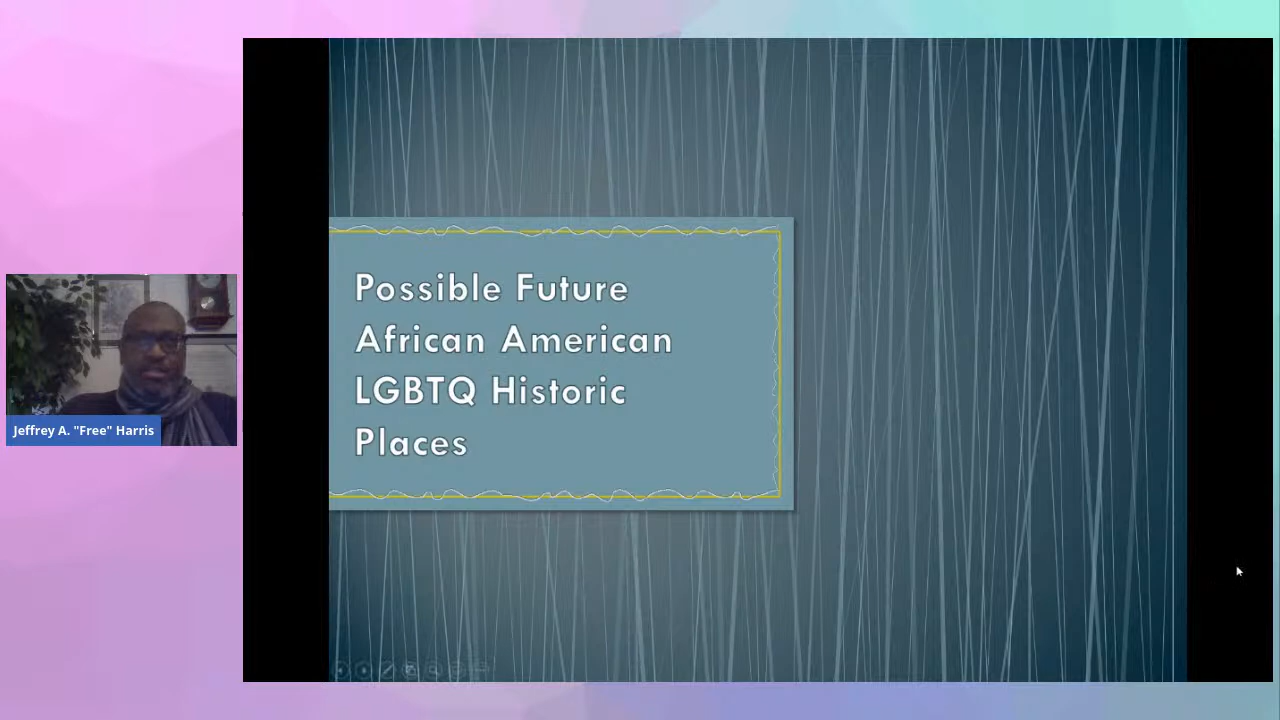 Possible Future
African American
LGBTQ Historic
Places
Jeffrey A. "Free" Harris